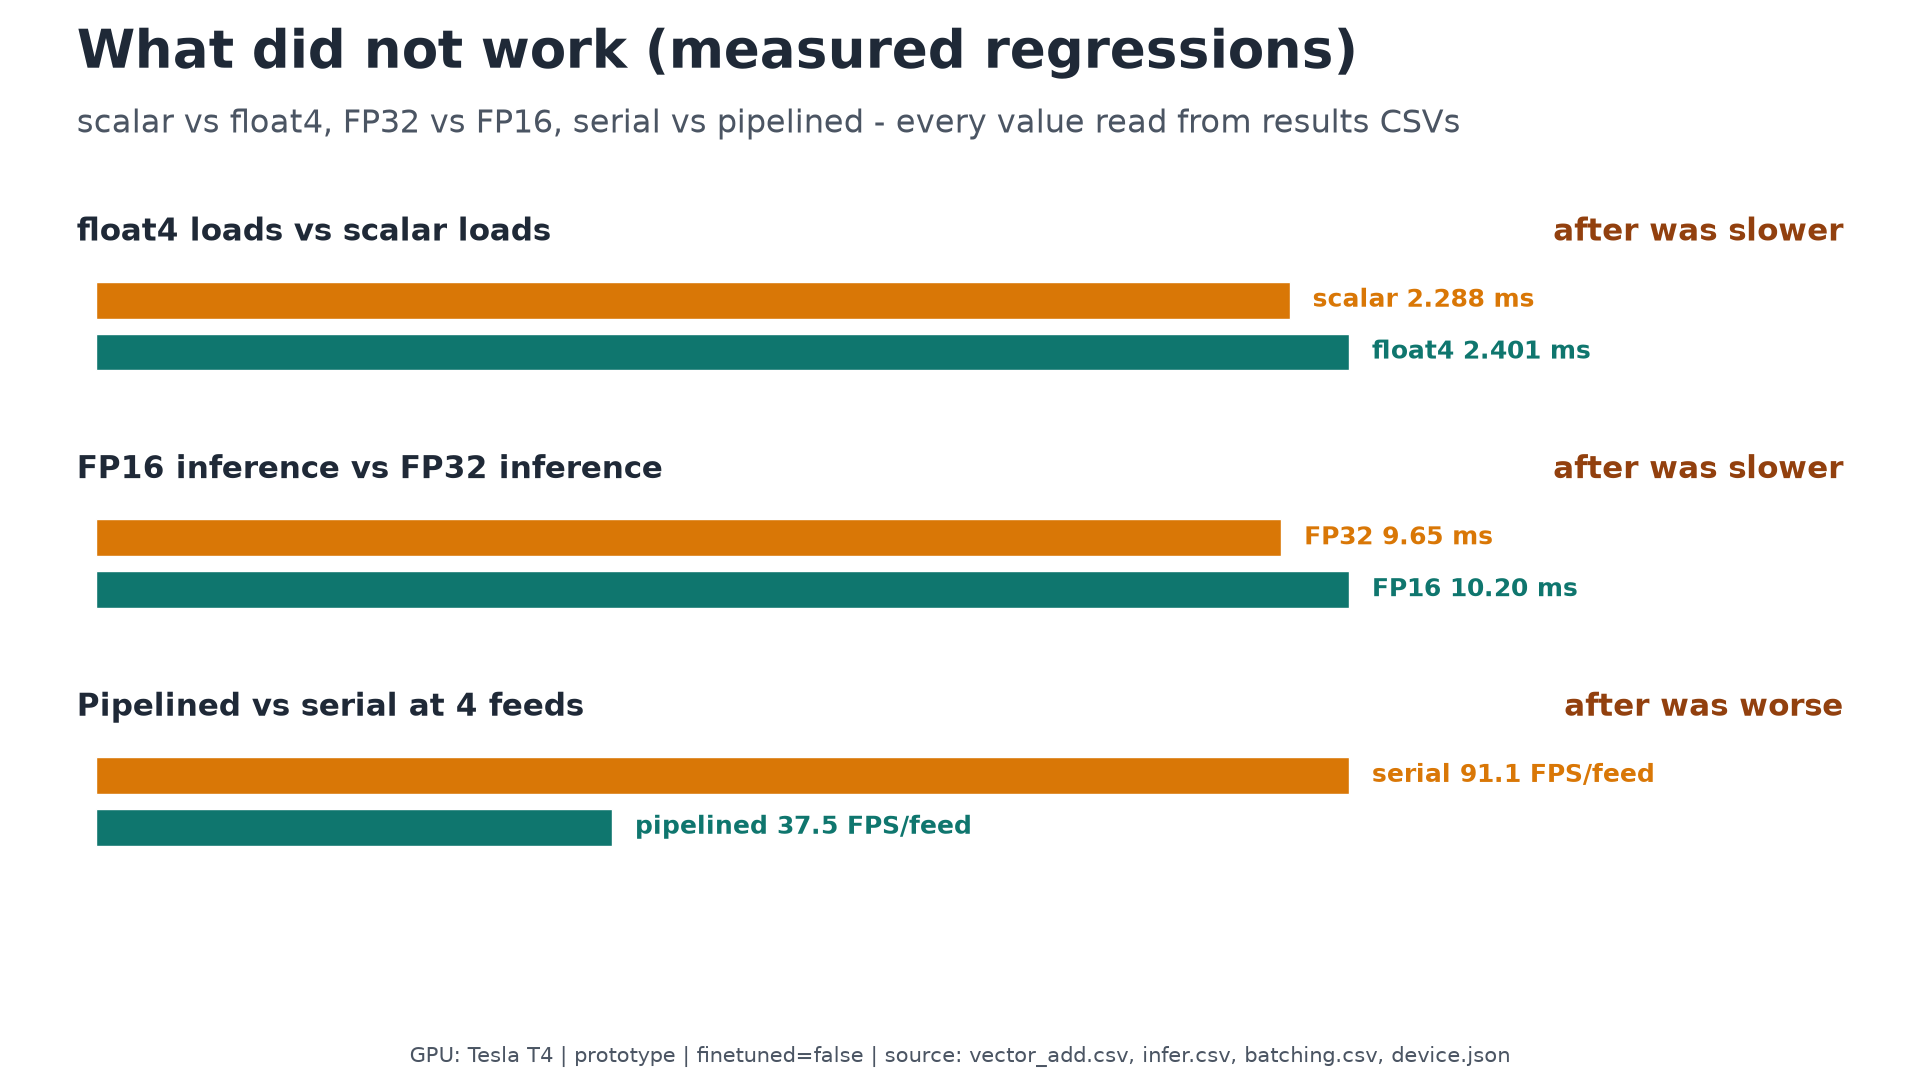 What did not work (measured regressions)
scalar vs float4, FP32 vs FP16, serial vs pipelined - every value read from results CSVs
float4 loads vs scalar loads
after was slower
scalar 2.288 ms
float4 2.401 ms
FP16 inference vs FP32 inference
after was slower
FP32 9.65 ms
FP16 10.20 ms
Pipelined vs serial at 4 feeds
after was worse
serial 91.1 FPS/feed
pipelined 37.5 FPS/feed
GPU: Tesla T4 | prototype | finetuned=false | source: vector_add.csv, infer.csv, batching.csv, device.json